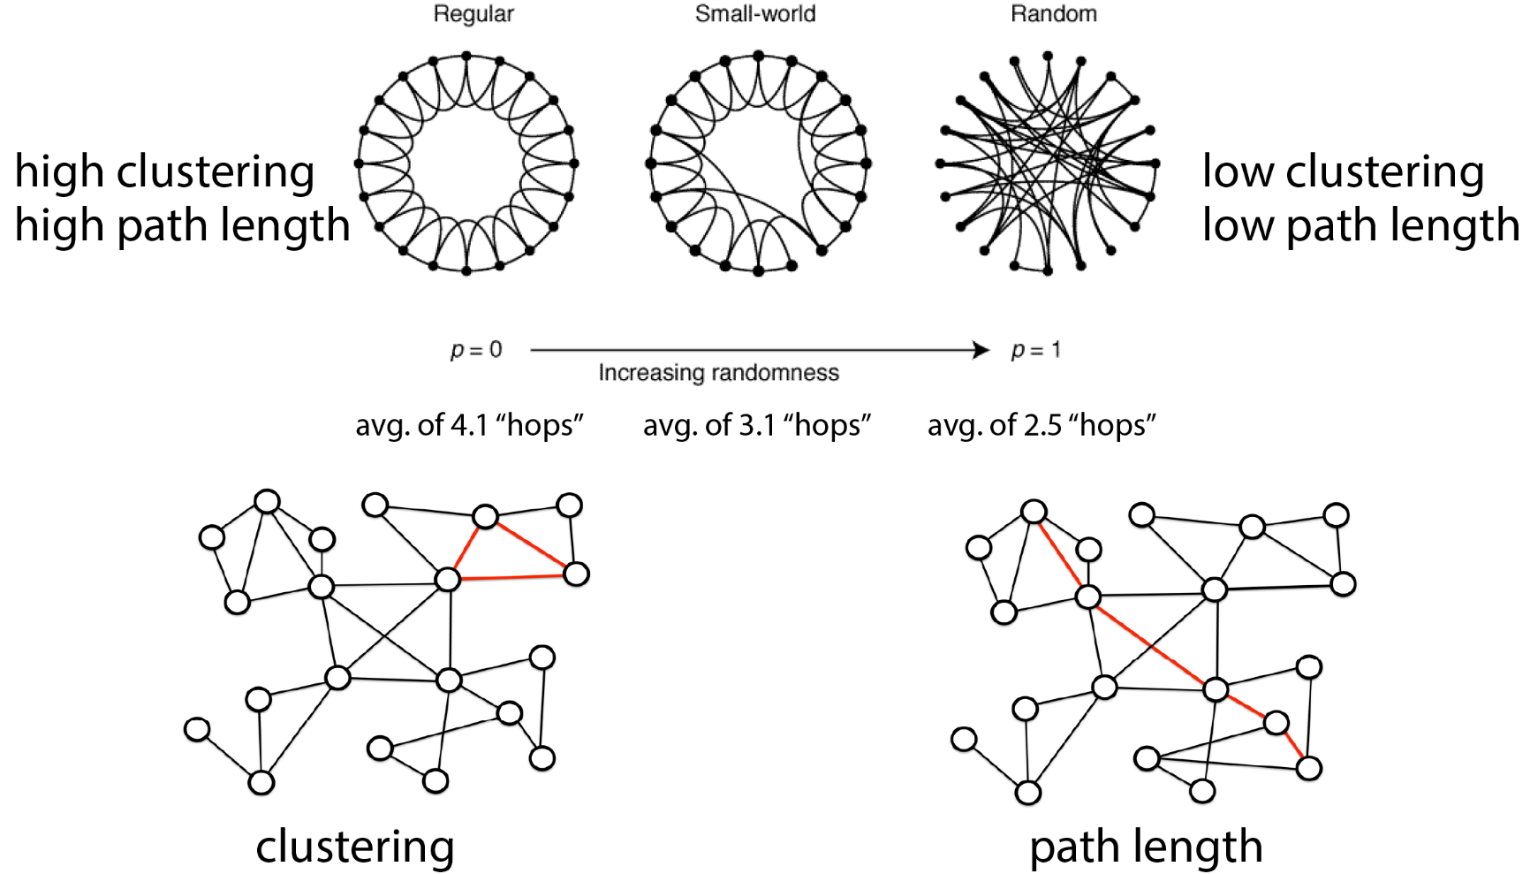 Regular
Small-world
Random
high clustering
high path length
low clustering
low path length
p = 0
p = 1
Increasing randomness
avg. of 4.1 “hops”
avg. of 3.1 “hops”
avg. of 2.5 “hops”
clustering
path length